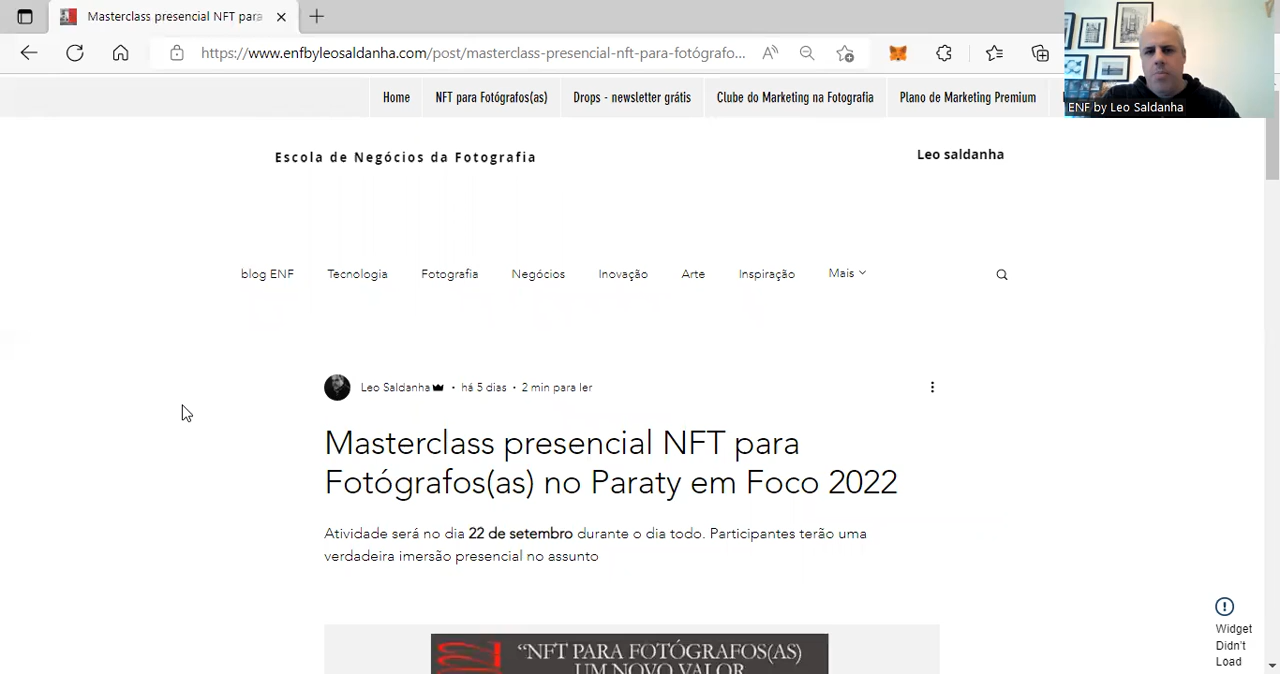 Masterclass presencial NFT para
https://www.enfbyleosaldanha.com/post/masterclass-presencial-nft-para-fotógrafo...
ENF by Leo Saldanha
Home NFT para Fotógrafos(as) Drops - newsletter grátis Clube do Marketing na Fotografia Plano de Marketing Premium
Escola de Negócios da Fotografia
Leo saldanha
blog ENF Tecnologia Fotografia Negócios Inovação Arte Inspiração Mais
Leo Saldanha · há 5 dias · 2 min para ler
Masterclass presencial NFT para
Fotógrafos(as) no Paraty em Foco 2022
Atividade será no dia 22 de setembro durante o dia todo. Participantes terão uma
verdadeira imersão presencial no assunto
"NFT PARA FOTÓGRAFOS(AS)
UM NOVO VALOR
Widget
Didn't
Load